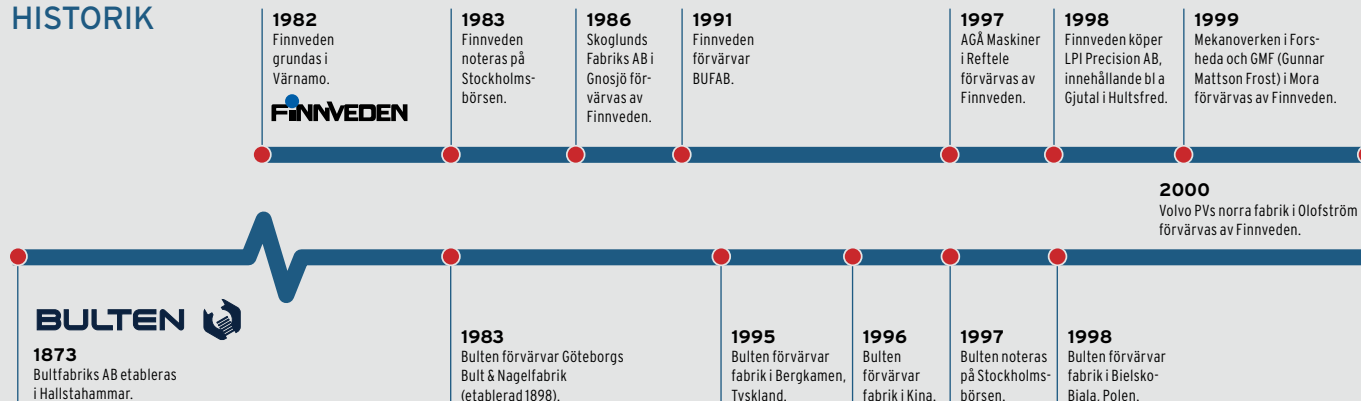 HISTORIK
1982
Finnveden
grundas i
Värnamo.
FINNVEDEN
1983
Finnveden
noteras på
Stockholms-
börsen.
1986
Skoglunds
Fabriks AB i
Gnosjö för-
värvas av
Finnveden.
1991
Finnveden
förvärvar
BUFAB.
1997
AGÅ Maskiner
i Reftele
förvärvas av
Finnveden.
1998
Finnveden köper
LPI Precision AB,
innehållande bl a
Gjutal i Hultsfred.
1999
Mekanoverken i Fors-
heda och GMF (Gunnar
Mattson Frost) i Mora
förvärvas av Finnveden.
2000
Volvo PVs norra fabrik i Olofström
förvärvas av Finnveden.
BULTEN
1873
Bultfabriks AB etableras
i Hallstahammar.
1983
Bulten förvärvar Göteborgs
Bult & Nagelfabrik
(etablerad 1898).
1995
Bulten förvärvar
fabrik i Bergkamen,
Tyskland.
1996
Bulten
förvärvar
fabrik i Kina.
1997
Bulten noteras
på Stockholms-
börsen.
1998
Bulten förvärvar
fabrik i Bielsko-
Biala, Polen.